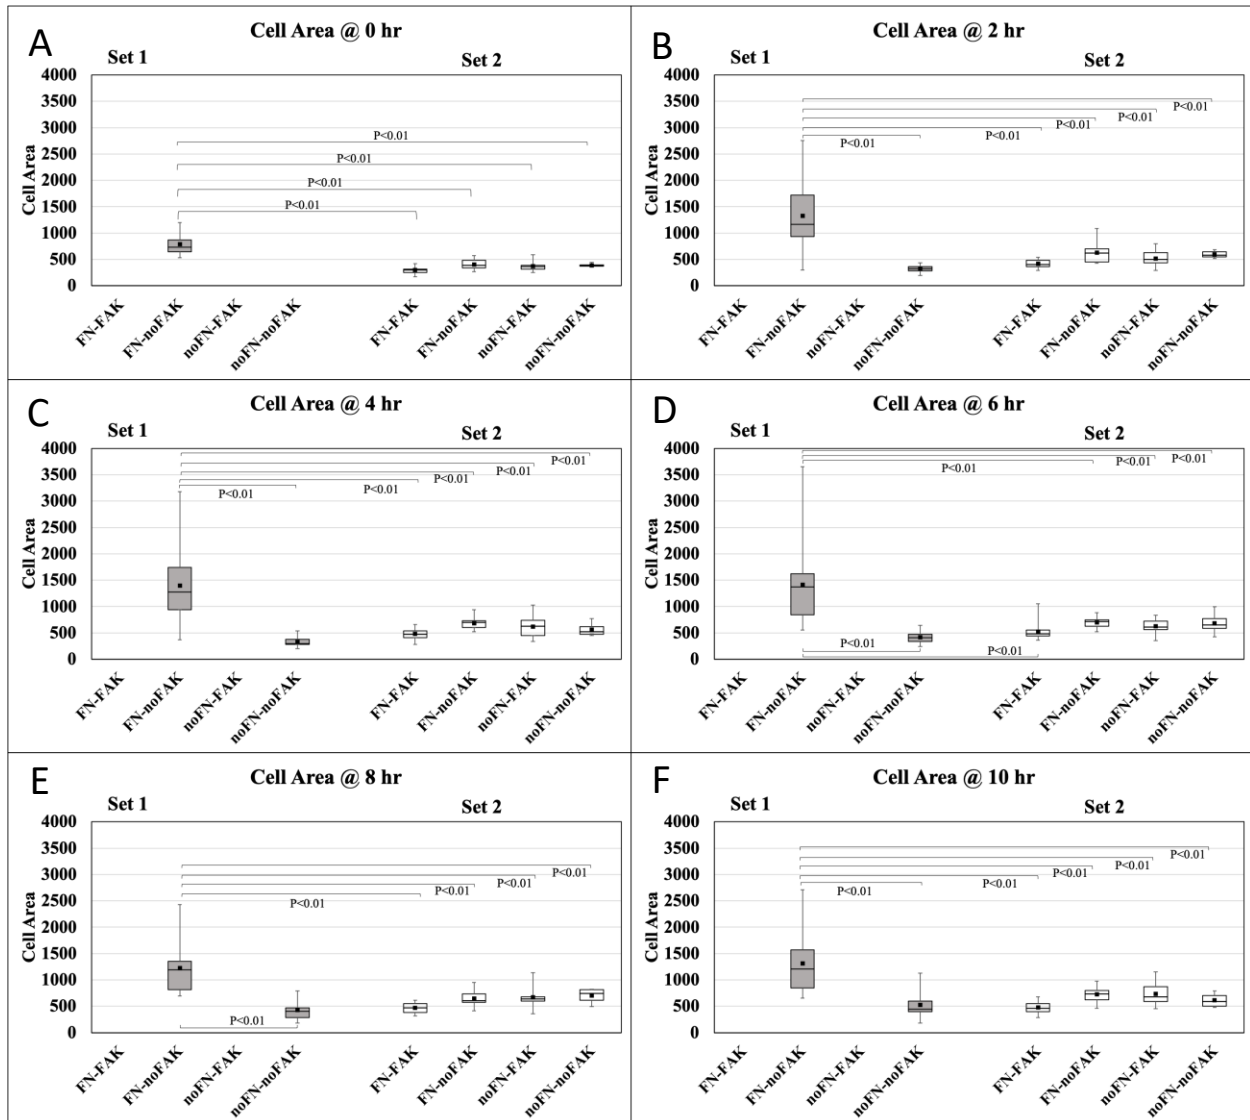 A
Cell Area @ 0 hr
Set 1
Set 2
Cell Area
4000
3500
3000
2500
2000
1500
1000
500
0
P<0.01
P<0.01
P<0.01
P<0.01
FN-FAK
FN-noFAK
noFN-FAK
noFN-noFAK
FN-FAK
FN-noFAK
noFN-FAK
noFN-noFAK
B
Cell Area @ 2 hr
Set 1
Set 2
Cell Area
4000
3500
3000
2500
2000
1500
1000
500
0
P<0.01
P<0.01
P<0.01
P<0.01
P<0.01
FN-FAK
FN-noFAK
noFN-FAK
noFN-noFAK
FN-FAK
FN-noFAK
noFN-FAK
noFN-noFAK
C
Cell Area @ 4 hr
Set 1
Set 2
Cell Area
4000
3500
3000
2500
2000
1500
1000
500
0
P<0.01
P<0.01
P<0.01
P<0.01
P<0.01
FN-FAK
FN-noFAK
noFN-FAK
noFN-noFAK
FN-FAK
FN-noFAK
noFN-FAK
noFN-noFAK
D
Cell Area @ 6 hr
Set 1
Set 2
Cell Area
4000
3500
3000
2500
2000
1500
1000
500
0
P<0.01
P<0.01
P<0.01
P<0.01
P<0.01
FN-FAK
FN-noFAK
noFN-FAK
noFN-noFAK
FN-FAK
FN-noFAK
noFN-FAK
noFN-noFAK
E
Cell Area @ 8 hr
Set 1
Set 2
Cell Area
4000
3500
3000
2500
2000
1500
1000
500
0
P<0.01
P<0.01
P<0.01
P<0.01
P<0.01
FN-FAK
FN-noFAK
noFN-FAK
noFN-noFAK
FN-FAK
FN-noFAK
noFN-FAK
noFN-noFAK
F
Cell Area @ 10 hr
Set 1
Set 2
Cell Area
4000
3500
3000
2500
2000
1500
1000
500
0
P<0.01
P<0.01
P<0.01
P<0.01
P<0.01
FN-FAK
FN-noFAK
noFN-FAK
noFN-noFAK
FN-FAK
FN-noFAK
noFN-FAK
noFN-noFAK